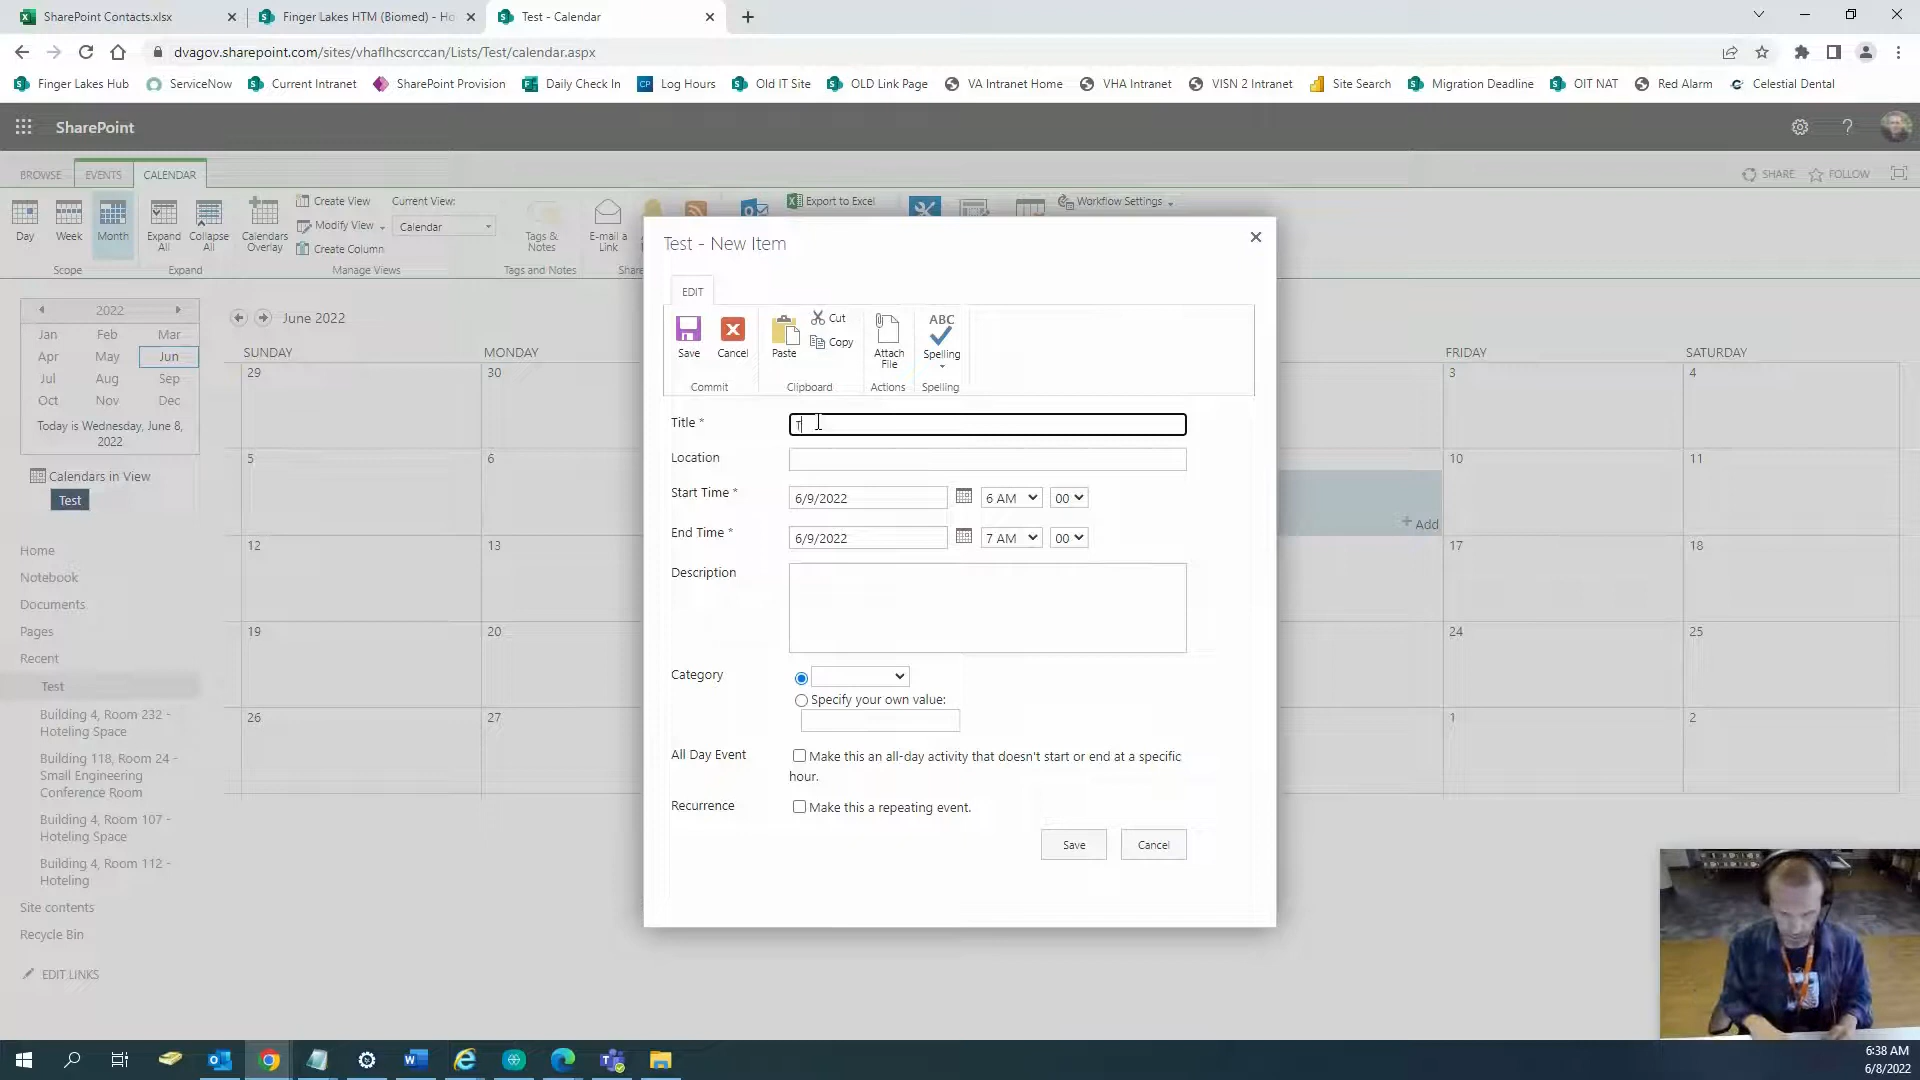 SharePoint Contacts.xlsx
Finger Lakes HTM (Biomed) - Ho
Test - Calendar
dvagov.sharepoint.com/sites/vhaflhcscrccan/Lists/Test/calendar.aspx
Finger Lakes Hub ServiceNow Current Intranet SharePoint Provision Daily Check In CP Log Hours Old IT Site OLD Link Page VA Intranet Home VHA Intranet VISN 2 Intranet Site Search Migration Deadline OIT NAT Red Alarm Celestial Dental
SharePoint
?
BROWSE EVENTS CALENDAR
SHARE FOLLOW
Day
Week
Month
Scope
Expand All
Collapse All
Expand
Calendars Overlay
Create View
Modify View
Create Column
Current View:
Calendar
Manage Views
Tags & Notes
Tags and Notes
E-mail a Link
Export to Excel
Workflow Settings
2022
Jan Feb Mar
Apr May Jun
Jul Aug Sep
Oct Nov Dec
Today is Wednesday, June 8,
2022
Calendars in View
Test
Home
Notebook
Documents
Pages
Recent
Test
Building 4, Room 232 -
Hoteling Space
Building 118, Room 24 -
Small Engineering
Conference Room
Building 4, Room 107 -
Hoteling Space
Building 4, Room 112 -
Hoteling
Site contents
Recycle Bin
EDIT LINKS
June 2022
SUNDAY MONDAY FRIDAY SATURDAY
29 30 3 4
5 6 10 11
+ Add
12 13 17 18
19 20 24 25
26 27 1 2
Test - New Item
EDIT
Save
Cancel
Commit
Paste
Cut
Copy
Clipboard
Attach File
Actions
ABC
Spelling
Spelling
Title * T
Location
Start Time * 6/9/2022 6 AM 00
End Time * 6/9/2022 7 AM 00
Description
Category
Specify your own value:
All Day Event Make this an all-day activity that doesn't start or end at a specific
hour.
Recurrence Make this a repeating event.
Save Cancel
6:38 AM
6/8/2022